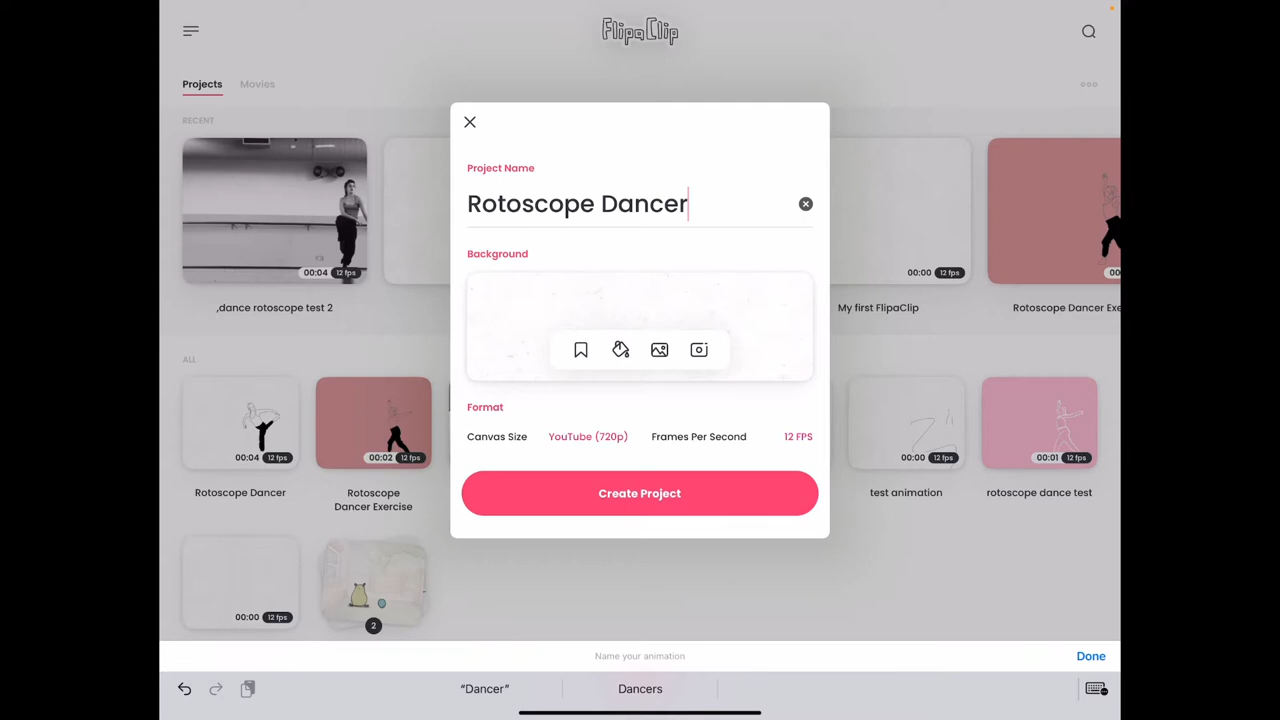 FlipaClip
Projects
Movies
RECENT
00:04 12 fps
,dance rotoscope test 2
00:00 12 fps
My first FlipaClip
00
Rotoscope Dancer Exe
Project Name
Rotoscope Dancer
Background
Format
Canvas Size
YouTube (720p)
Frames Per Second
12 FPS
Create Project
ALL
00:04 12 fps
Rotoscope Dancer
00:02 12 fps
Rotoscope
Dancer Exercise
00:00 12 fps
test animation
00:01 12 fps
rotoscope dance test
00:00 12 fps
2
Name your animation
Done
“Dancer”
Dancers